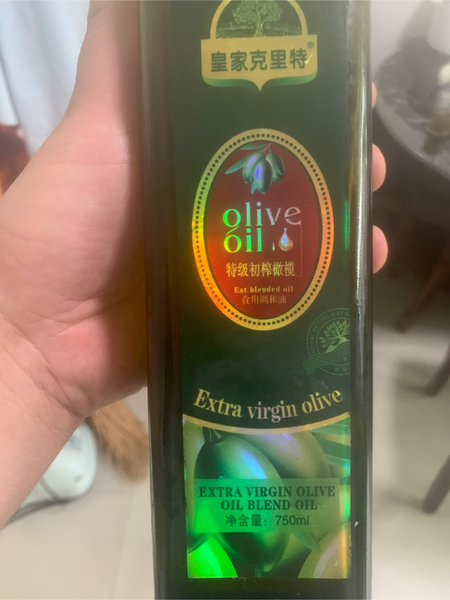 皇家克里特®
olive
oil
特级初榨橄榄
Eat blended oil
食用调和油
Extra virgin olive
EXTRA VIRGIN OLIVE
OIL BLEND OIL
净含量：750ml